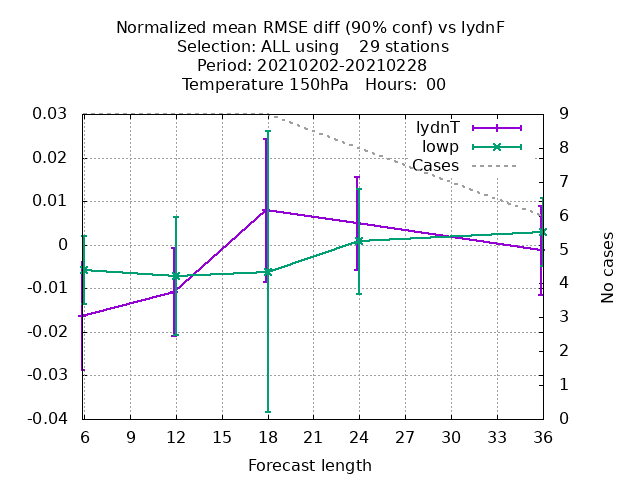 Normalized mean RMSE diff (90% conf) vs lydnF
Selection: ALL using    29 stations
Period: 20210202-20210228
Temperature 150hPa   Hours:  00
0.03
0.02
0.01
0
-0.01
-0.02
-0.03
-0.04
lydnT
lowp
Cases
9
8
7
6
5
4
3
2
1
0
No cases
6 9 12 15 18 21 24 27 30 33 36
Forecast length